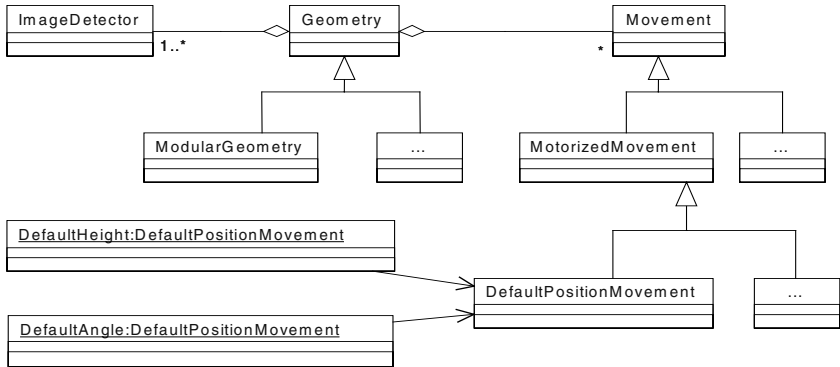 ImageDetector
Geometry
Movement
1..*
*
ModularGeometry
...
MotorizedMovement
...
DefaultHeight:DefaultPositionMovement
DefaultPositionMovement
...
DefaultAngle:DefaultPositionMovement